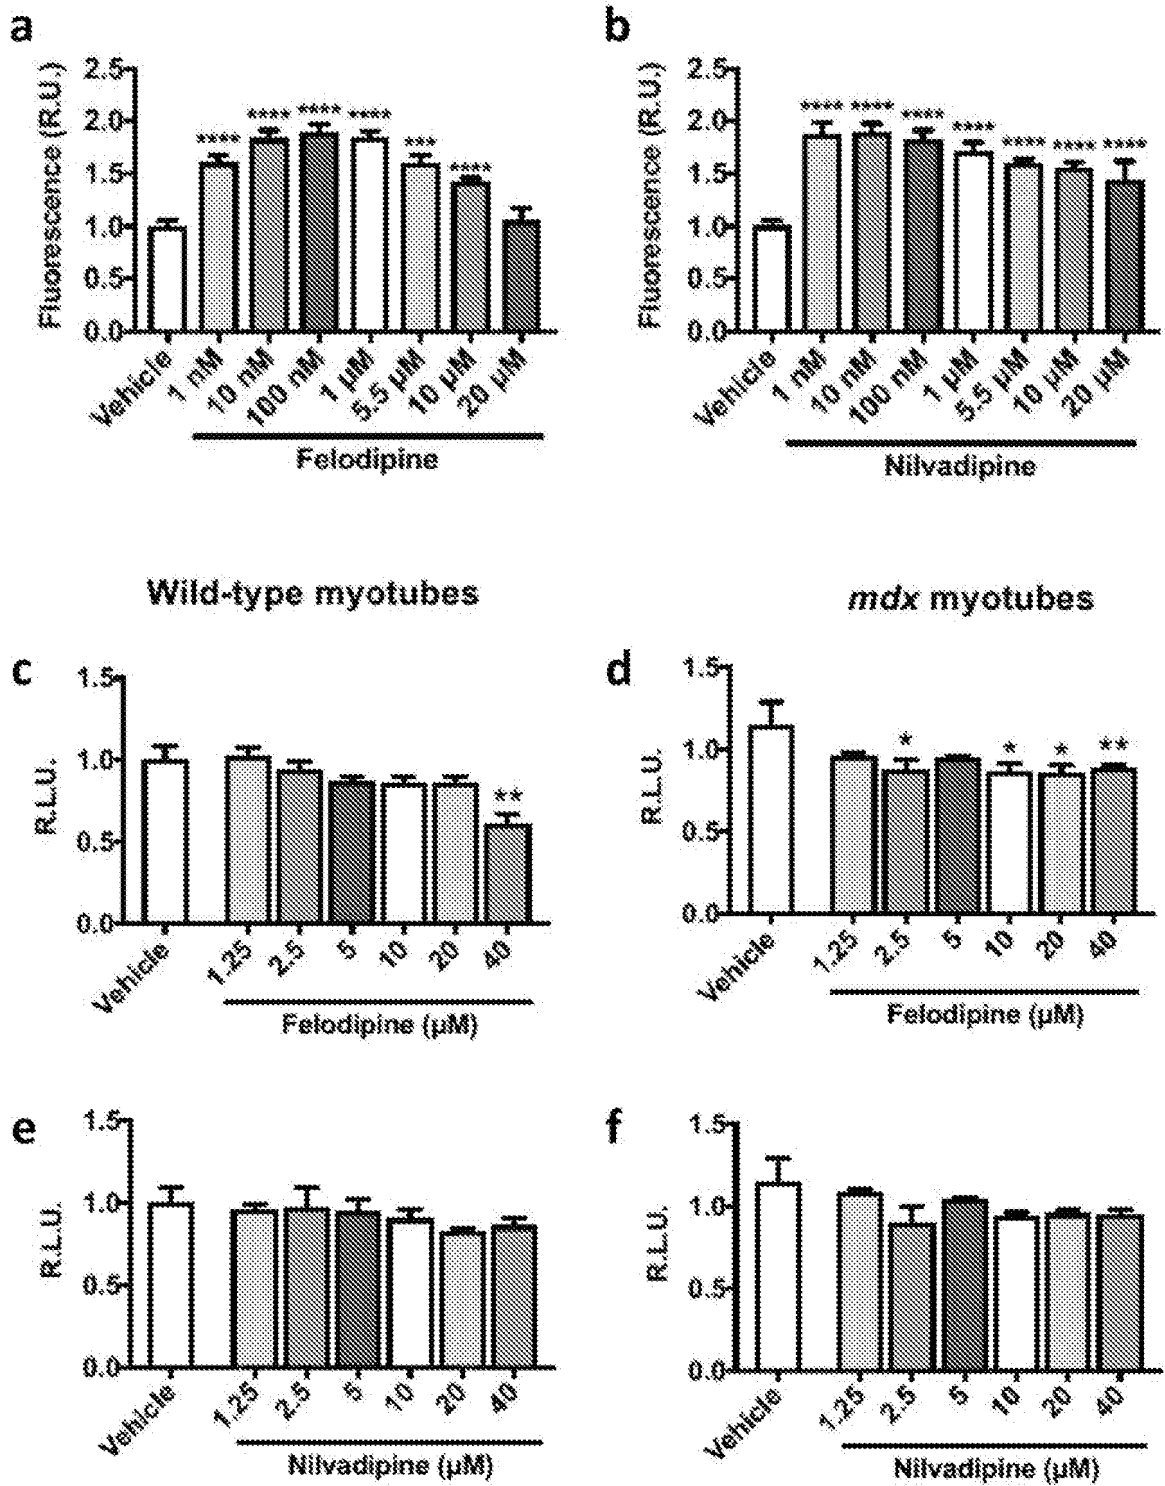 a
Fluorescence (R.U.)
2.5
2.0
1.5
1.0
0.5
0.0
**** **** **** **** *** ****
Vehicle 1 nM 10 nM 100 nM 1 µM 5.5 µM 10 µM 20 µM
Felodipine
b
Fluorescence (R.U.)
2.5
2.0
1.5
1.0
0.5
0.0
**** **** **** **** **** **** ****
Vehicle 1 nM 10 nM 100 nM 1 µM 5.5 µM 10 µM 20 µM
Nilvadipine
Wild-type myotubes
mdx myotubes
c
R.L.U.
1.5
1.0
0.5
0.0
**
Vehicle 1.25 2.5 5 10 20 40
Felodipine (µM)
d
R.L.U.
1.5
1.0
0.5
0.0
* * * **
Vehicle 1.25 2.5 5 10 20 40
Felodipine (µM)
e
R.L.U.
1.5
1.0
0.5
0.0
Vehicle 1.25 2.5 5 10 20 40
Nilvadipine (µM)
f
R.L.U.
1.5
1.0
0.5
0.0
Vehicle 1.25 2.5 5 10 20 40
Nilvadipine (µM)